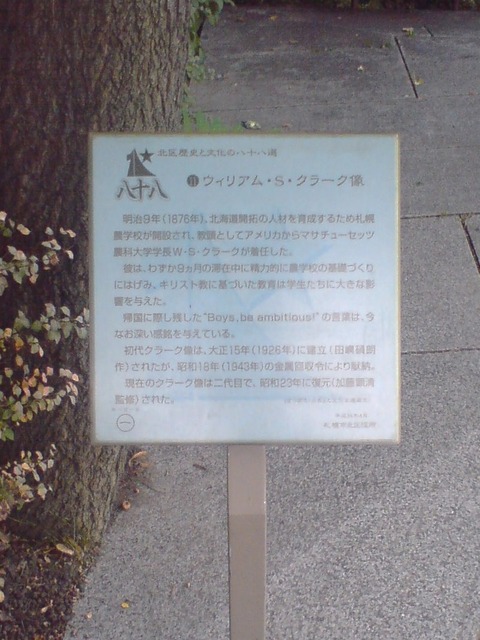 北区歴史と文化の八十八選
八十八
⓫ウィリアム・S・クラーク像
明治9年(1876年)、北海道開拓の人材を育成するため札幌
農学校が開設され、教頭としてアメリカからマサチューセッツ
農科大学学長W・S・クラークが着任した。
彼は、わずか9ヵ月の滞在中に精力的に農学校の基礎づくり
にはげみ、キリスト教に基づいた教育は学生たちに大きな影
響を与えた。
帰国に際し残した"Boys, be ambitious!"の言葉は、今
なお深い感銘を与えている。
初代クラーク像は、大正15年(1926年)に建立(田嶼碩朗
作)されたが、昭和18年(1943年)の金属回収令により献納。
現在のクラーク像は二代目で、昭和23年に復元(加藤顕清
監修)された。
札幌市北区役所